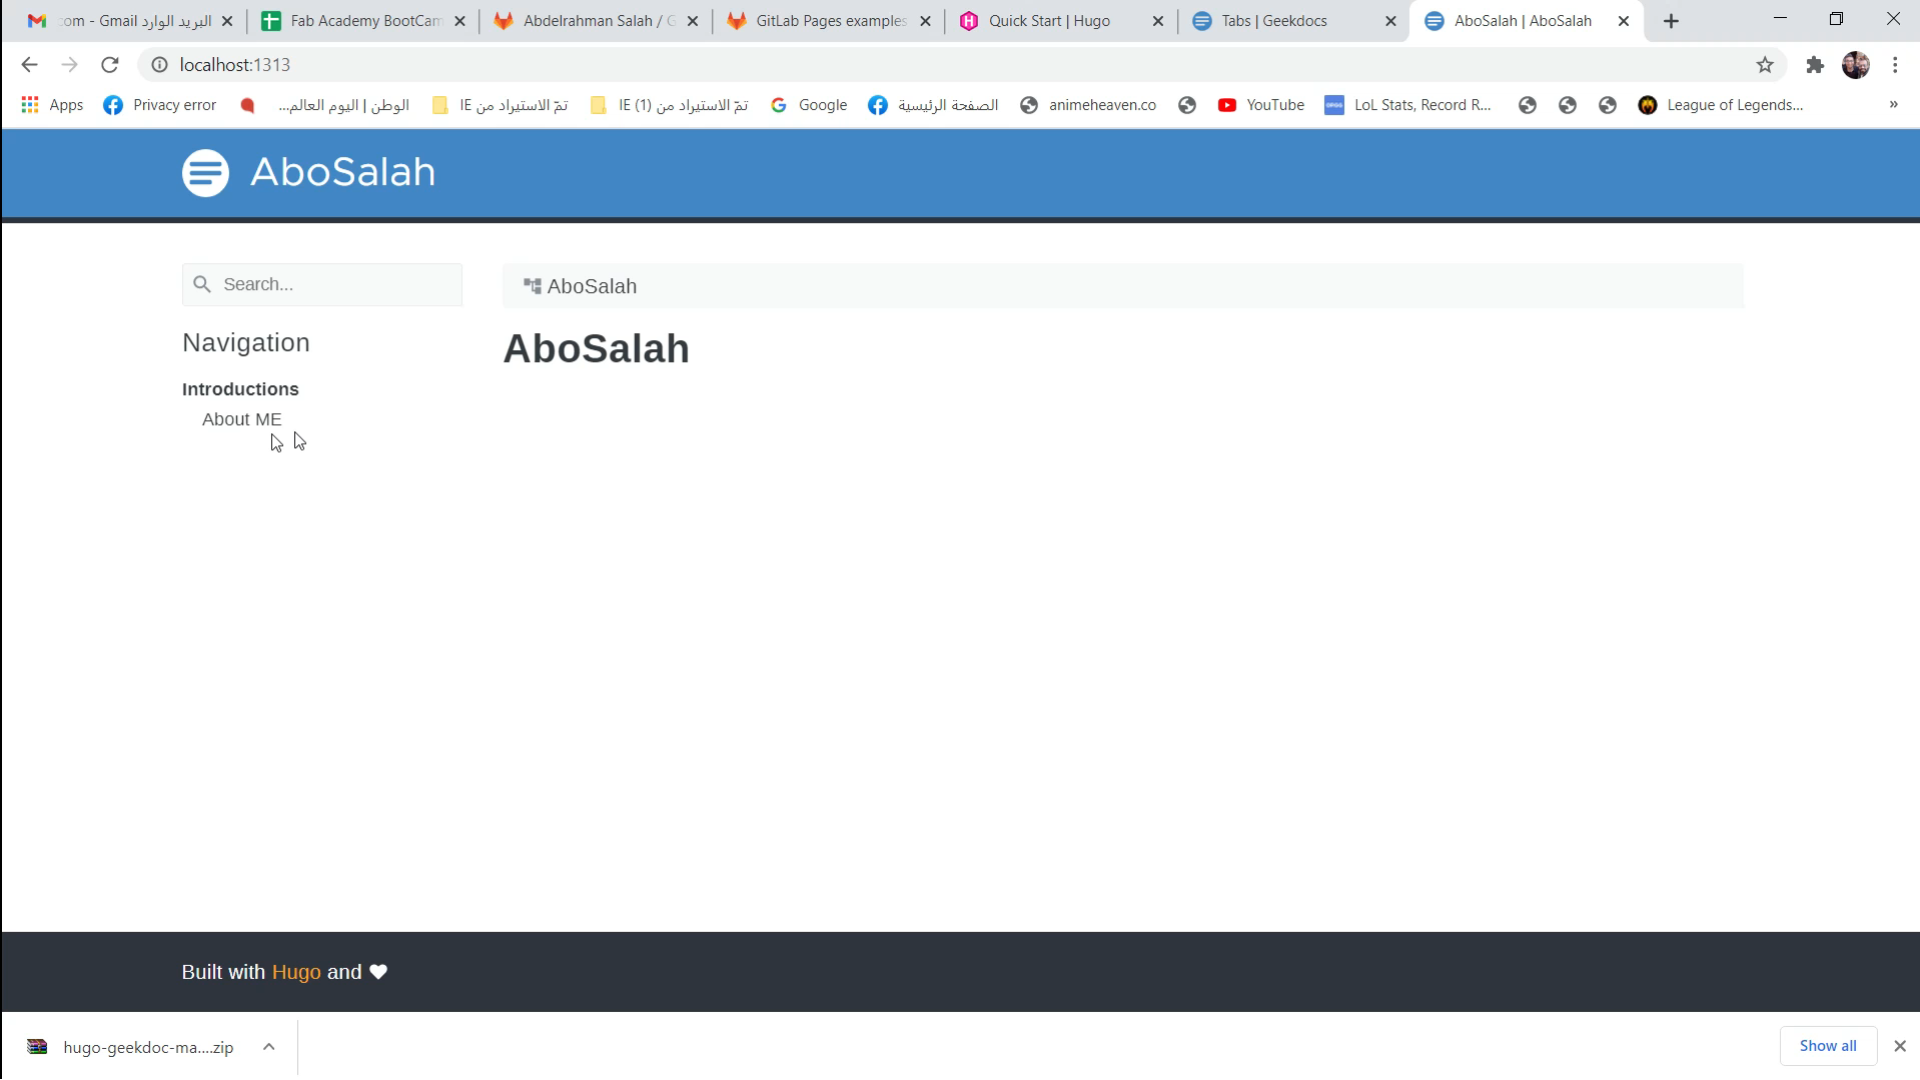 com - Gmail البريد الوارد
Fab Academy BootCam
Abdelrahman Salah / G
GitLab Pages examples
Quick Start | Hugo
Tabs | Geekdocs
AboSalah | AboSalah
localhost:1313
Apps
Privacy error
الوطن | اليوم العالم...
تمّ الاستيراد من IE
تمّ الاستيراد من IE (1)
Google
الصفحة الرئيسية
animeheaven.co
YouTube
OP.GG
LoL Stats, Record R...
League of Legends...
»
AboSalah
Search...
AboSalah
Navigation
AboSalah
Introductions
About ME
Built with Hugo and ♥
hugo-geekdoc-ma....zip
Show all